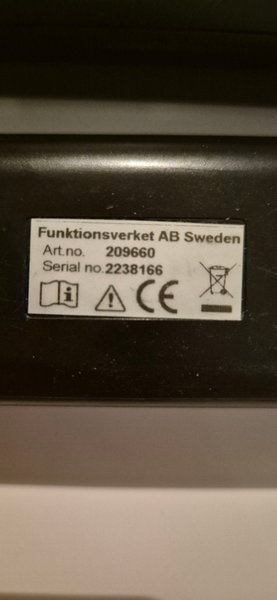 Funktionsverket AB Sweden
Art.no. 209660
Serial no.2238166
CE